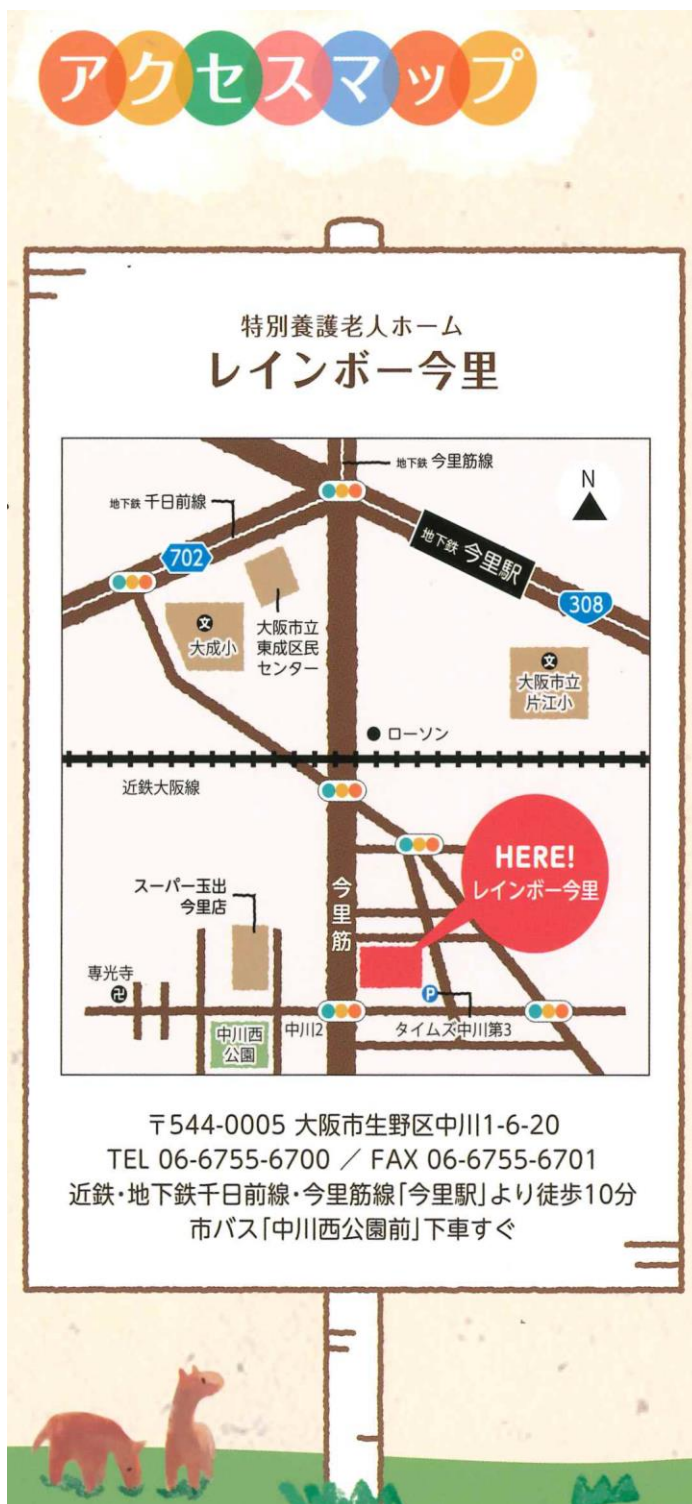 アクセスマップ
特別養護老人ホーム
レインボー今里
地下鉄 今里筋線
N
地下鉄 千日前線
702
地下鉄 今里駅
308
文
大成小
大阪市立
東成区民
センター
文
大阪市立
片江小
ローソン
近鉄大阪線
HERE!
レインボー今里
スーパー玉出
今里店
今里筋
専光寺
卍
P
中川西
公園
中川2
タイムズ中川第3
〒544-0005 大阪市生野区中川1-6-20
TEL 06-6755-6700 ／ FAX 06-6755-6701
近鉄・地下鉄千日前線・今里筋線「今里駅」より徒歩10分
市バス「中川西公園前」下車すぐ